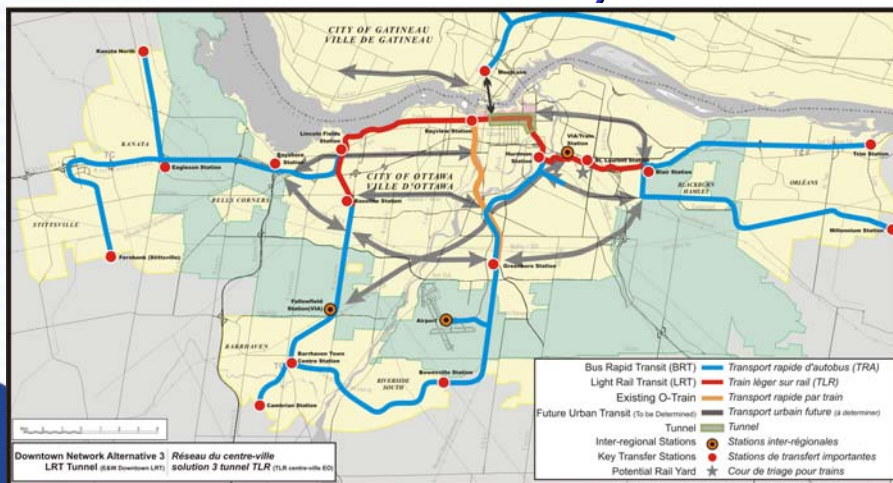 CITY OF GATINEAU
VILLE DE GATINEAU
Kanata North
KANATA
Eagleson Station
Bayshore
Station
Lincoln Fields
Station
Bayview Station
VIA/Train
Station
Hurdman
Station
St. Laurent Station
Blair Station
Trim Station
CITY OF OTTAWA
VILLE D'OTTAWA
BELLS CORNERS
BLACKBURN
HAMLET
ORLÉANS
Baseline Station
STITTSVILLE
Fernbank (Stittsville)
Millennium Station
Greenboro Station
Fallowfield
Station(VIA)
Airport
BARRHAVEN
Barrhaven Town
Centre Station
RIVERSIDE
SOUTH
Bowesville Station
Cambrian Station
Bus Rapid Transit (BRT) Transport rapide d'autobus (TRA)
Light Rail Transit (LRT) Train léger sur rail (TLR)
Existing O-Train Transport rapide par train
Future Urban Transit (To be Determined) Transport urbain future (à determiner)
Tunnel Tunnel
Inter-regional Stations Stations inter-régionales
Key Transfer Stations Stations de transfert importantes
Potential Rail Yard Cour de triage pour trains
Downtown Network Alternative 3 Réseau du centre-ville
LRT Tunnel (E&W Downtown LRT) solution 3 tunnel TLR (TLR centre-ville EO)